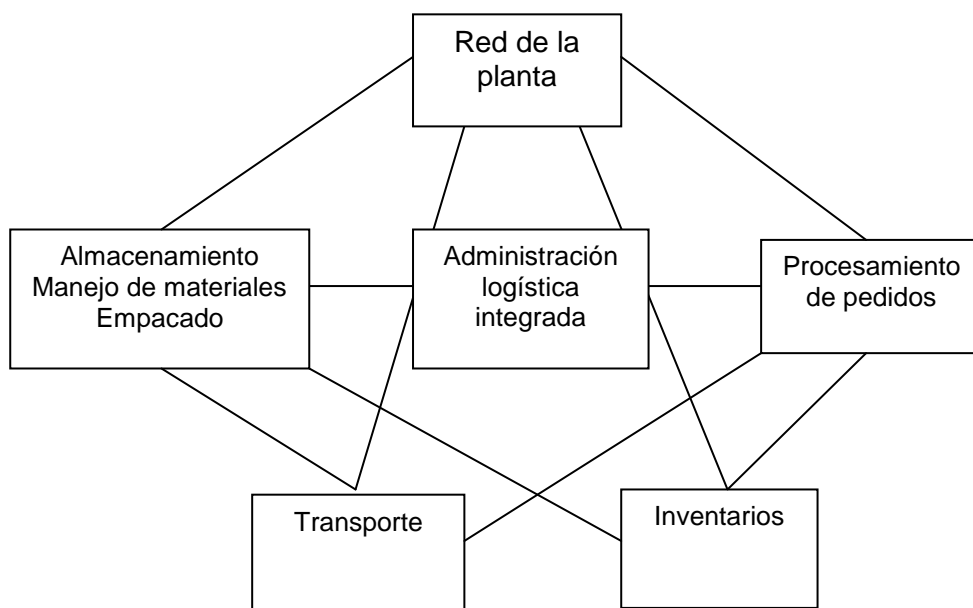 Red de la
planta
Almacenamiento
Manejo de materiales
Empacado
Administración
logística
integrada
Procesamiento
de pedidos
Transporte
Inventarios